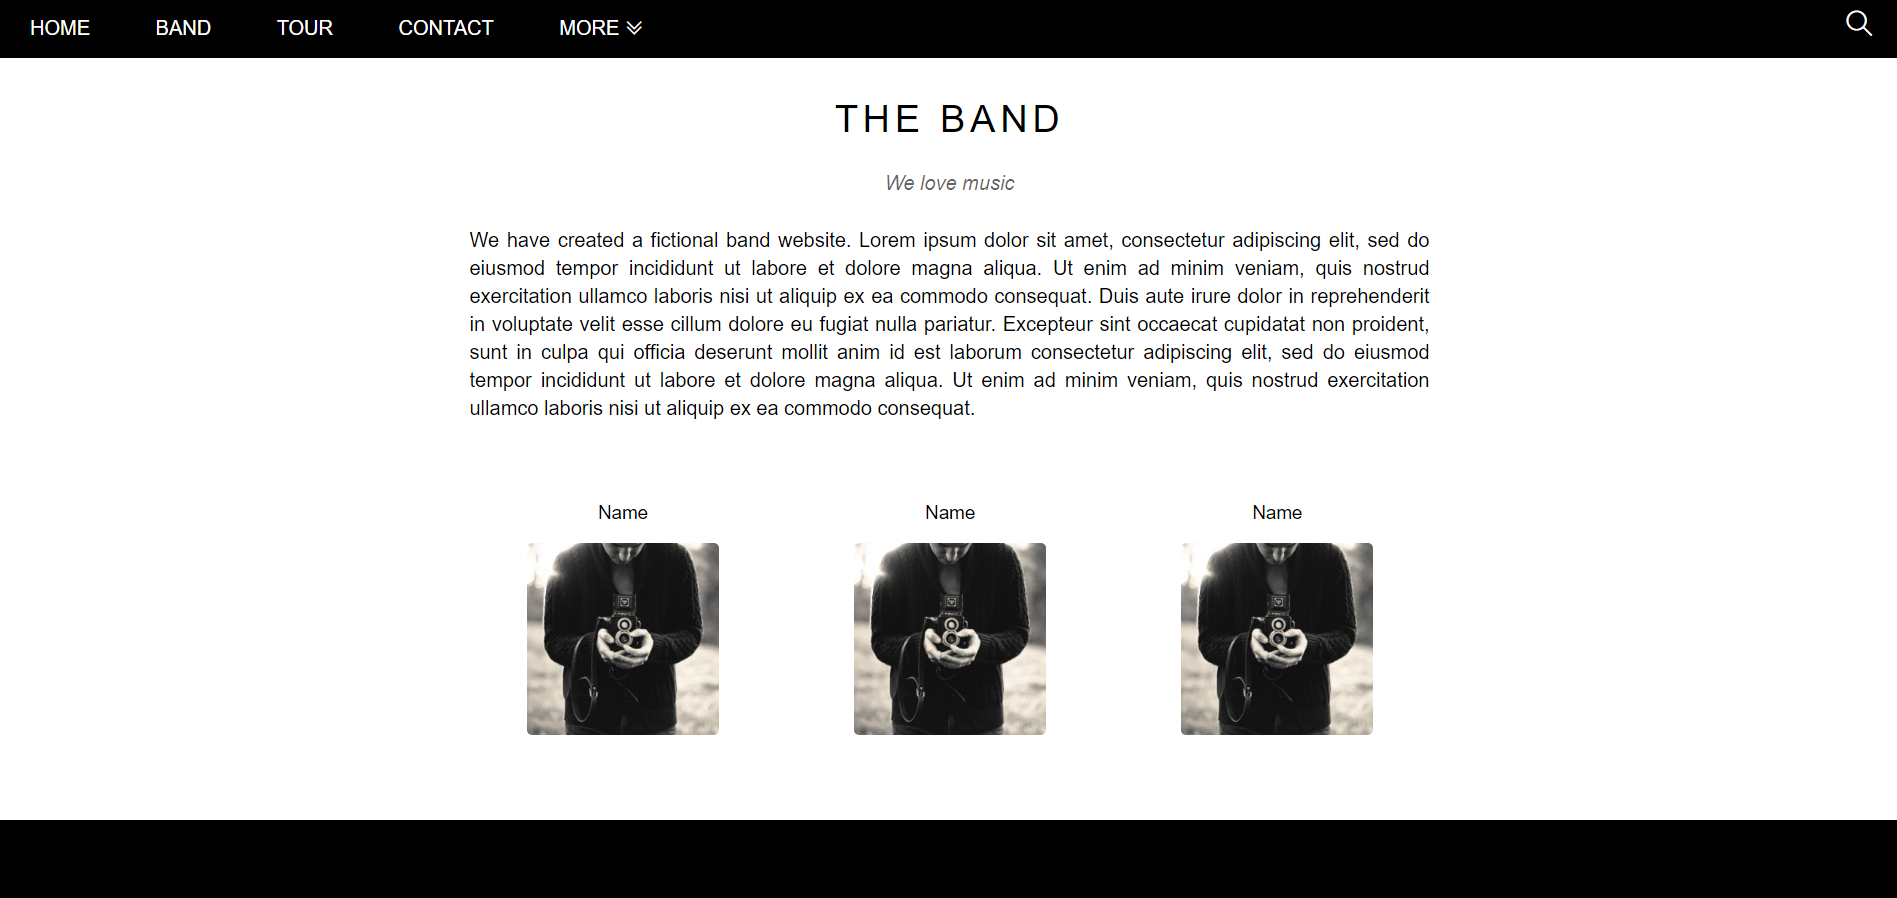 HOME BAND TOUR CONTACT MORE
THE BAND
We love music
We have created a fictional band website. Lorem ipsum dolor sit amet, consectetur adipiscing elit, sed do
eiusmod tempor incididunt ut labore et dolore magna aliqua. Ut enim ad minim veniam, quis nostrud
exercitation ullamco laboris nisi ut aliquip ex ea commodo consequat. Duis aute irure dolor in reprehenderit
in voluptate velit esse cillum dolore eu fugiat nulla pariatur. Excepteur sint occaecat cupidatat non proident,
sunt in culpa qui officia deserunt mollit anim id est laborum consectetur adipiscing elit, sed do eiusmod
tempor incididunt ut labore et dolore magna aliqua. Ut enim ad minim veniam, quis nostrud exercitation
ullamco laboris nisi ut aliquip ex ea commodo consequat.
Name Name Name